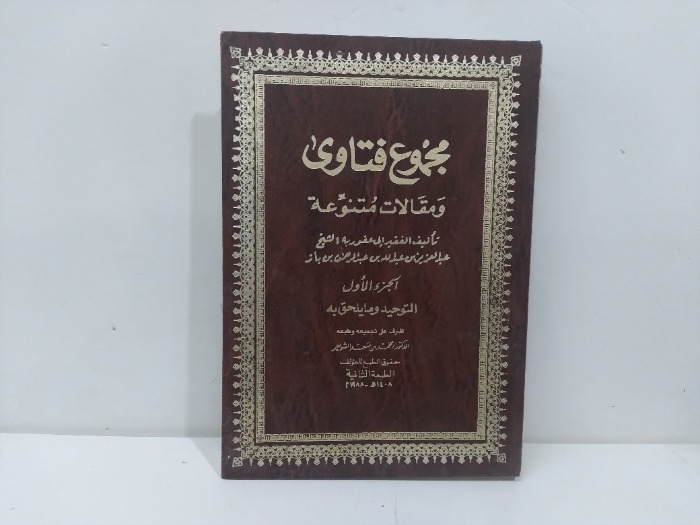 مجموع فتاوى
ومقالات متنوعة
تأليف الفقير إلى عفو ربه الشيخ
عبد العزيز بن عبد الله بن عبد الرحمن بن باز
الجزء الأول
التوحيد وما يلحق به
أشرف على تجميعه وطبعه
الدكتور / محمد بن سعد الشويعر
حقوق الطبع للمؤلف
الطبعة الثانية
١٤٠٨هـ - ١٩٨٨م